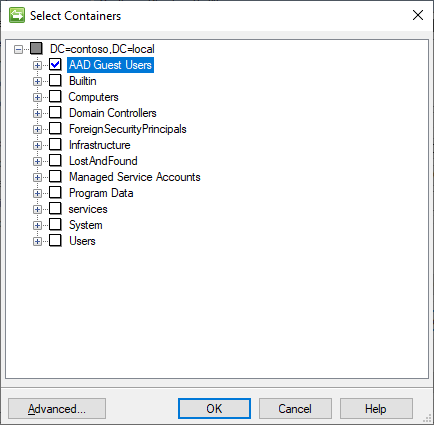 Select Containers
DC=contoso,DC=local
AAD Guest Users
Builtin
Computers
Domain Controllers
ForeignSecurityPrincipals
Infrastructure
LostAndFound
Managed Service Accounts
Program Data
services
System
Users
Advanced... OK Cancel Help